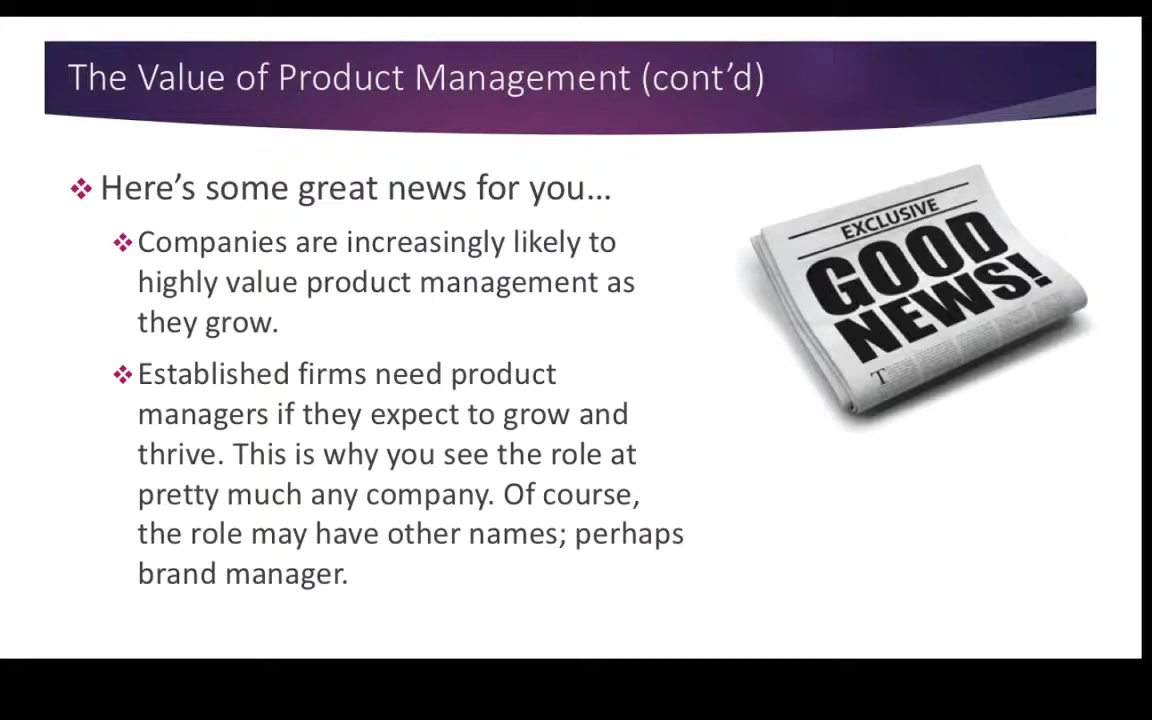 The Value of Product Management (cont’d)
Here’s some great news for you…
Companies are increasingly likely to
highly value product management as
they grow.
Established firms need product
managers if they expect to grow and
thrive. This is why you see the role at
pretty much any company. Of course,
the role may have other names; perhaps
brand manager.
EXCLUSIVE
GOOD
NEWS!